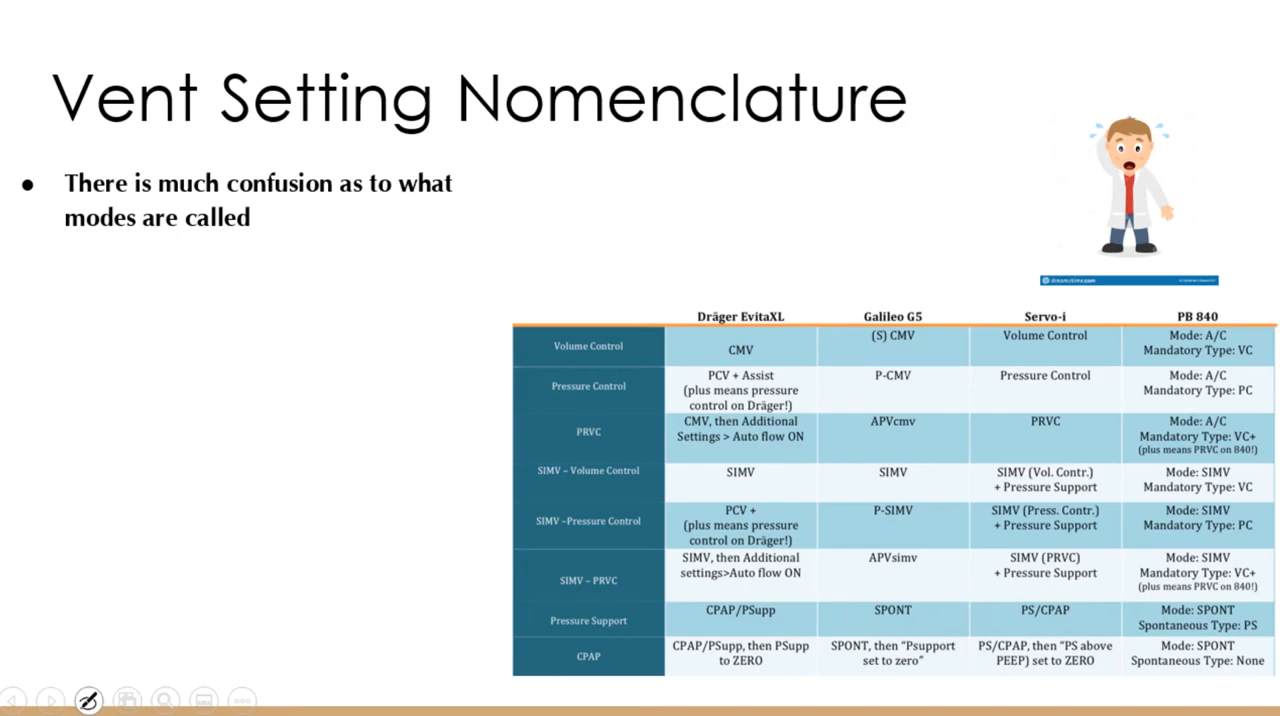 Vent Setting Nomenclature
● There is much confusion as to what
modes are called
dreamstime.com
Dräger EvitaXL Galileo G5 Servo-i PB 840
Volume Control CMV (S) CMV Volume Control Mode: A/C
Mandatory Type: VC
Pressure Control PCV + Assist
(plus means pressure
control on Dräger!) P-CMV Pressure Control Mode: A/C
Mandatory Type: PC
PRVC CMV, then Additional
Settings > Auto flow ON APVcmv PRVC Mode: A/C
Mandatory Type: VC+
(plus means PRVC on 840!)
SIMV – Volume Control SIMV SIMV SIMV (Vol. Contr.)
+ Pressure Support Mode: SIMV
Mandatory Type: VC
SIMV –Pressure Control PCV +
(plus means pressure
control on Dräger!) P-SIMV SIMV (Press. Contr.)
+ Pressure Support Mode: SIMV
Mandatory Type: PC
SIMV – PRVC SIMV, then Additional
settings>Auto flow ON APVsimv SIMV (PRVC)
+ Pressure Support Mode: SIMV
Mandatory Type: VC+
(plus means PRVC on 840!)
Pressure Support CPAP/PSupp SPONT PS/CPAP Mode: SPONT
Spontaneous Type: PS
CPAP CPAP/PSupp, then PSupp
to ZERO SPONT, then “Psupport
set to zero” PS/CPAP, then “PS above
PEEP) set to ZERO Mode: SPONT
Spontaneous Type: None